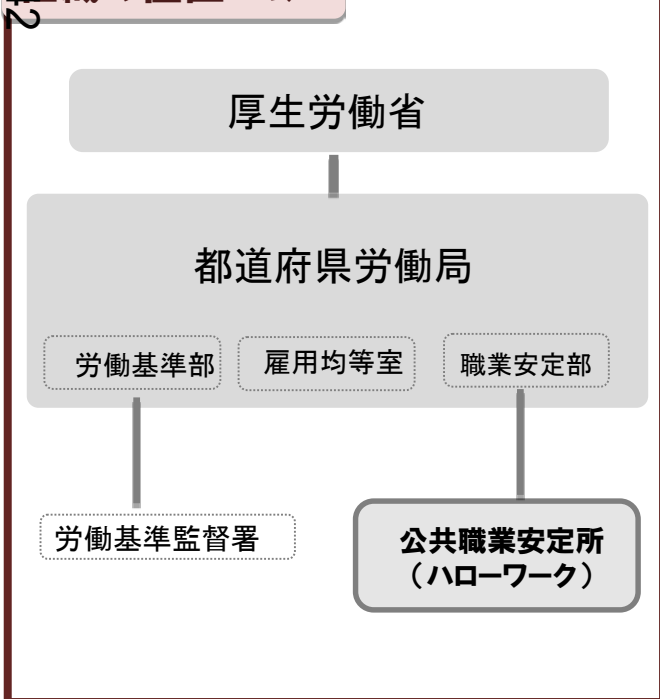 2
厚生労働省
都道府県労働局
労働基準部
雇用均等室
職業安定部
労働基準監督署
公共職業安定所
(ハローワーク)